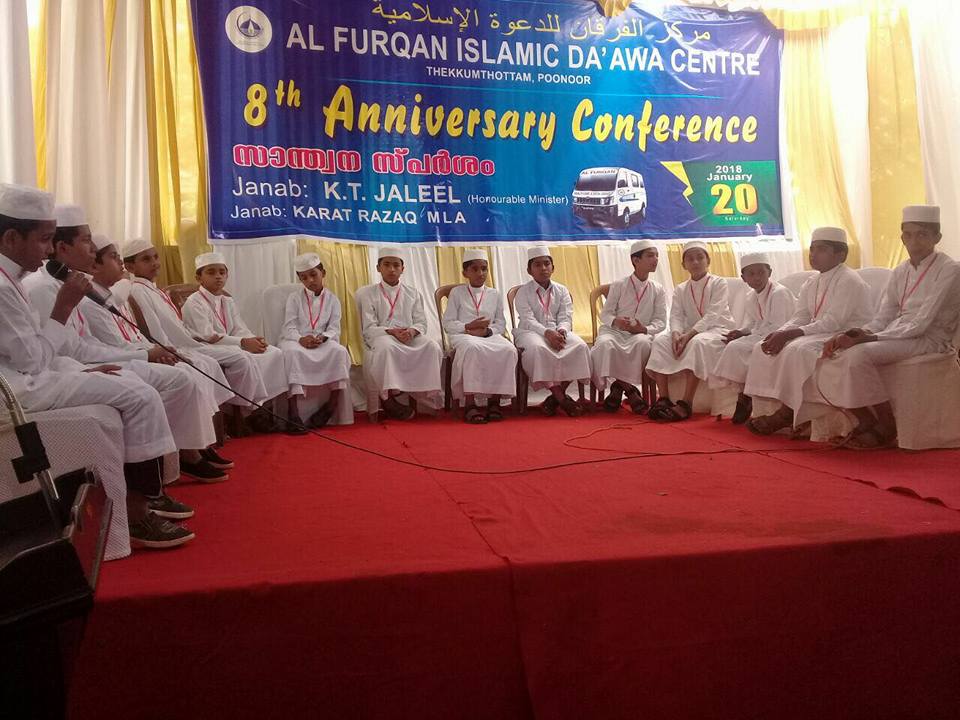 مركز الفرقان للدعوة الإسلامية
AL FURQAN ISLAMIC DA'AWA CENTRE
THEKKUMTHOTTAM, POONOOR
8th Anniversary Conference
സാന്ത്വന സ്പർശം
Janab: K.T. JALEEL (Honourable Minister)
Janab: KARAT RAZAQ MLA
AL FURQAN
2018
January
20